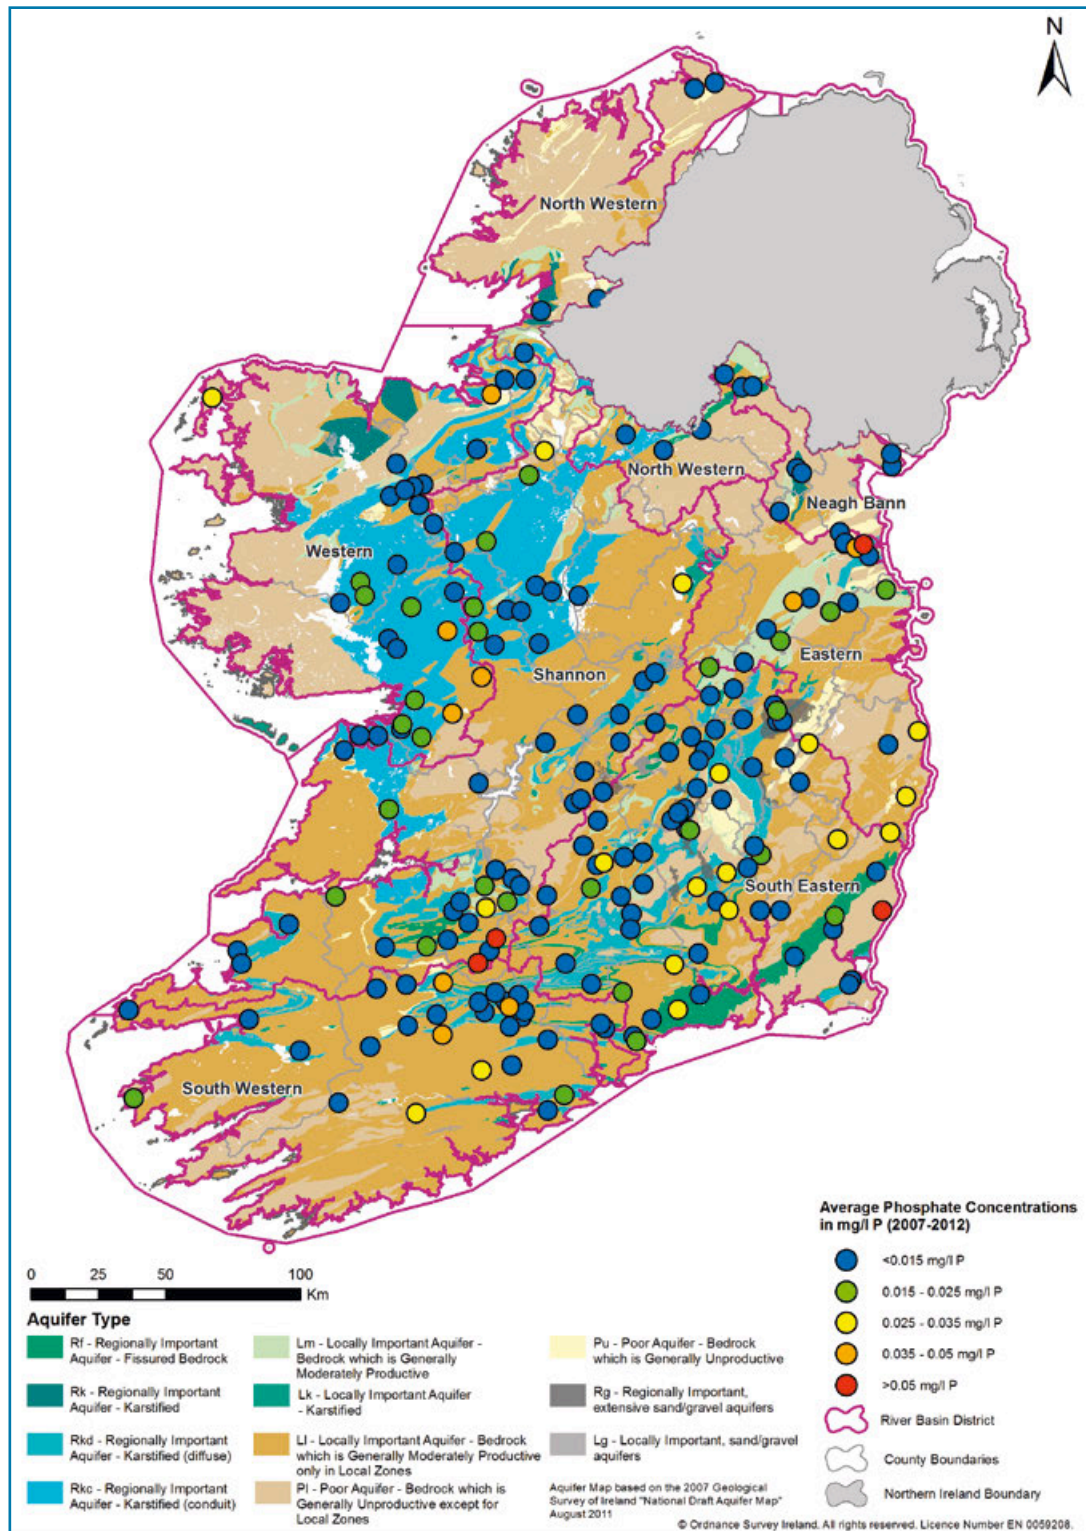 N
North Western
North Western
Neagh Bann
Western
Eastern
Shannon
South Eastern
South Western
Average Phosphate Concentrations
in mg/l P (2007-2012)
<0.015 mg/l P
0.015 - 0.025 mg/l P
0.025 - 0.035 mg/l P
0.035 - 0.05 mg/l P
>0.05 mg/l P
River Basin District
County Boundaries
Northern Ireland Boundary
0 25 50 100
Km
Aquifer Type
Rf - Regionally Important
Aquifer - Fissured Bedrock
Rk - Regionally Important
Aquifer - Karstified
Rkd - Regionally Important
Aquifer - Karstified (diffuse)
Rkc - Regionally Important
Aquifer - Karstified (conduit)
Lm - Locally Important Aquifer -
Bedrock which is Generally
Moderately Productive
Lk - Locally Important Aquifer
- Karstified
Ll - Locally Important Aquifer - Bedrock
which is Generally Moderately Productive
only in Local Zones
Pl - Poor Aquifer - Bedrock which is
Generally Unproductive except for
Local Zones
Pu - Poor Aquifer - Bedrock
which is Generally Unproductive
Rg - Regionally Important,
extensive sand/gravel aquifers
Lg - Locally Important, sand/gravel
aquifers
Aquifer Map based on the 2007 Geological
Survey of Ireland "National Draft Aquifer Map"
August 2011
© Ordnance Survey Ireland. All rights reserved. Licence Number EN 0059208.